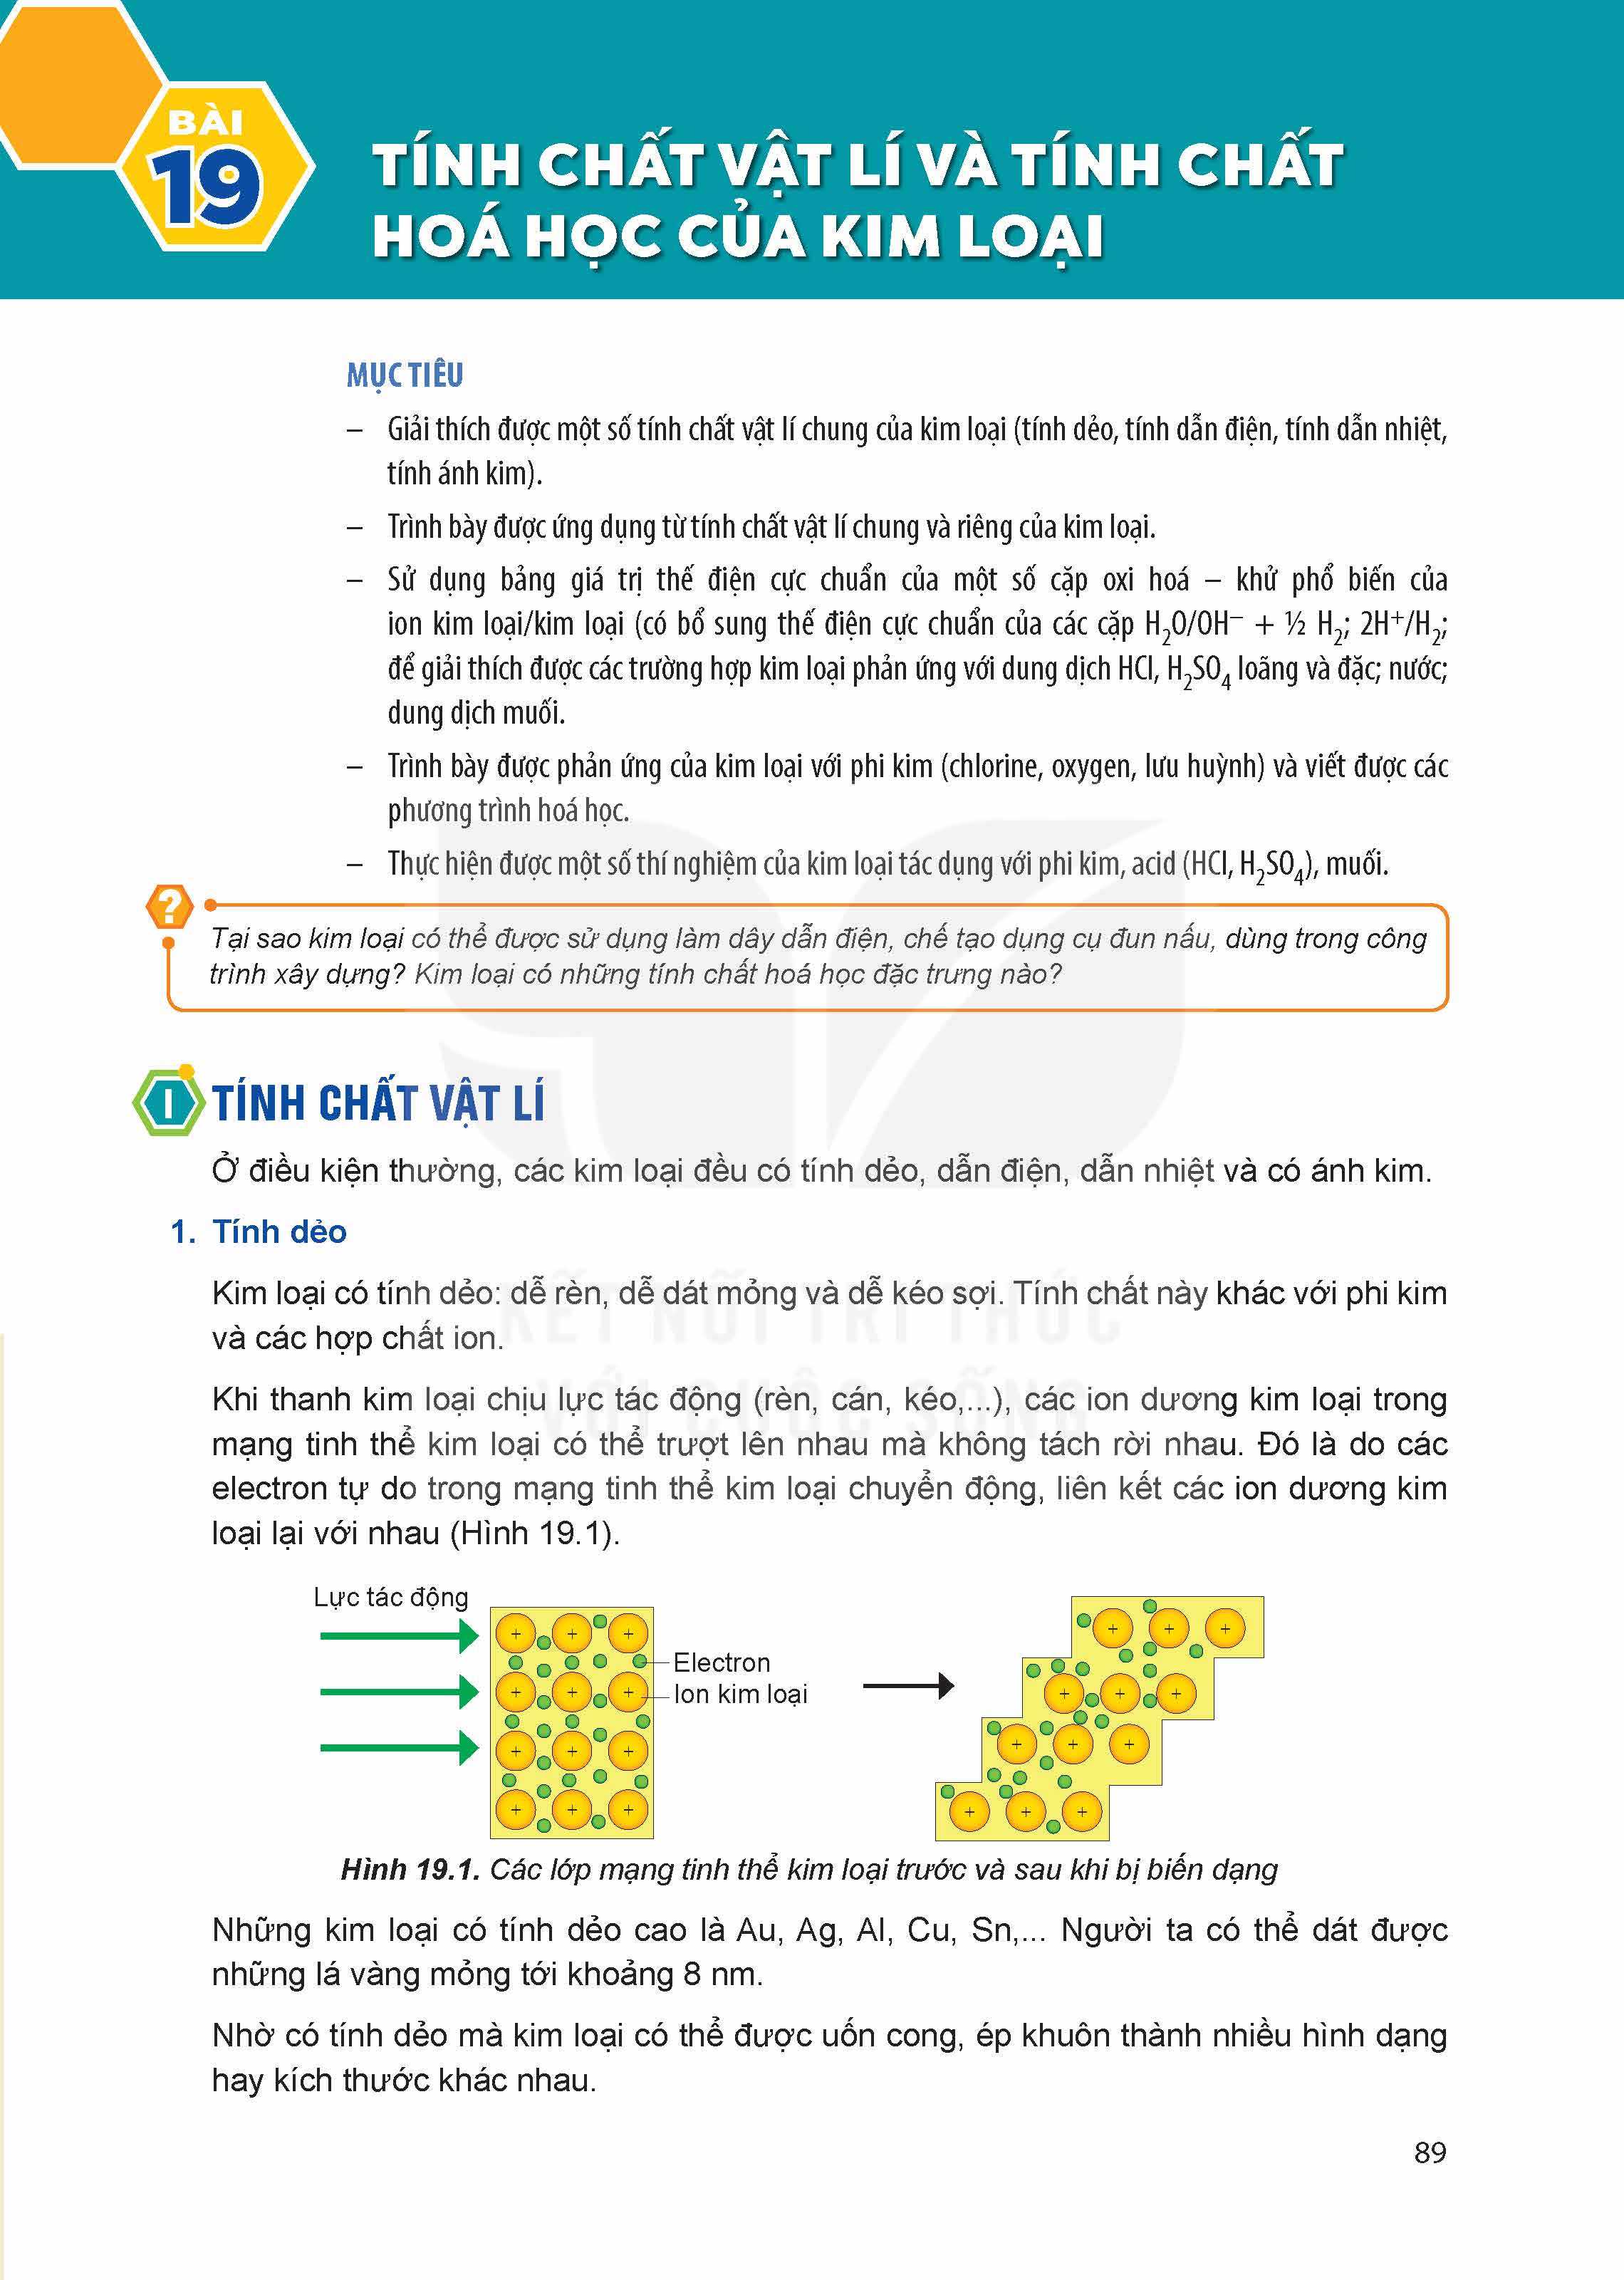 BÀI
19
TÍNH CHẤT VẬT LÍ VÀ TÍNH CHẤT
HOÁ HỌC CỦA KIM LOẠI
MỤC TIÊU
– Giải thích được một số tính chất vật lí chung của kim loại (tính dẻo, tính dẫn điện, tính dẫn nhiệt,
tính ánh kim).
– Trình bày được ứng dụng từ tính chất vật lí chung và riêng của kim loại.
– Sử dụng bảng giá trị thế điện cực chuẩn của một số cặp oxi hoá – khử phổ biến của
ion kim loại/kim loại (có bổ sung thế điện cực chuẩn của các cặp H₂O/OH⁻ + ½ H₂; 2H⁺/H₂;
để giải thích được các trường hợp kim loại phản ứng với dung dịch HCl, H₂SO₄ loãng và đặc; nước;
dung dịch muối.
– Trình bày được phản ứng của kim loại với phi kim (chlorine, oxygen, lưu huỳnh) và viết được các
phương trình hoá học.
– Thực hiện được một số thí nghiệm của kim loại tác dụng với phi kim, acid (HCl, H₂SO₄), muối.
?
Tại sao kim loại có thể được sử dụng làm dây dẫn điện, chế tạo dụng cụ đun nấu, dùng trong công
trình xây dựng? Kim loại có những tính chất hoá học đặc trưng nào?
I TÍNH CHẤT VẬT LÍ
Ở điều kiện thường, các kim loại đều có tính dẻo, dẫn điện, dẫn nhiệt và có ánh kim.
1. Tính dẻo
Kim loại có tính dẻo: dễ rèn, dễ dát mỏng và dễ kéo sợi. Tính chất này khác với phi kim
và các hợp chất ion.
KẾT NỐI TRI THỨC
VỚI CUỘC SỐNG
Khi thanh kim loại chịu lực tác động (rèn, cán, kéo,...), các ion dương kim loại trong
mạng tinh thể kim loại có thể trượt lên nhau mà không tách rời nhau. Đó là do các
electron tự do trong mạng tinh thể kim loại chuyển động, liên kết các ion dương kim
loại lại với nhau (Hình 19.1).
Lực tác động
+ + +
+ + +
+ + +
+ + +
Electron
Ion kim loại
+ + +
+ + +
+ + +
+ + +
Hình 19.1. Các lớp mạng tinh thể kim loại trước và sau khi bị biến dạng
Những kim loại có tính dẻo cao là Au, Ag, Al, Cu, Sn,... Người ta có thể dát được
những lá vàng mỏng tới khoảng 8 nm.
Nhờ có tính dẻo mà kim loại có thể được uốn cong, ép khuôn thành nhiều hình dạng
hay kích thước khác nhau.
89